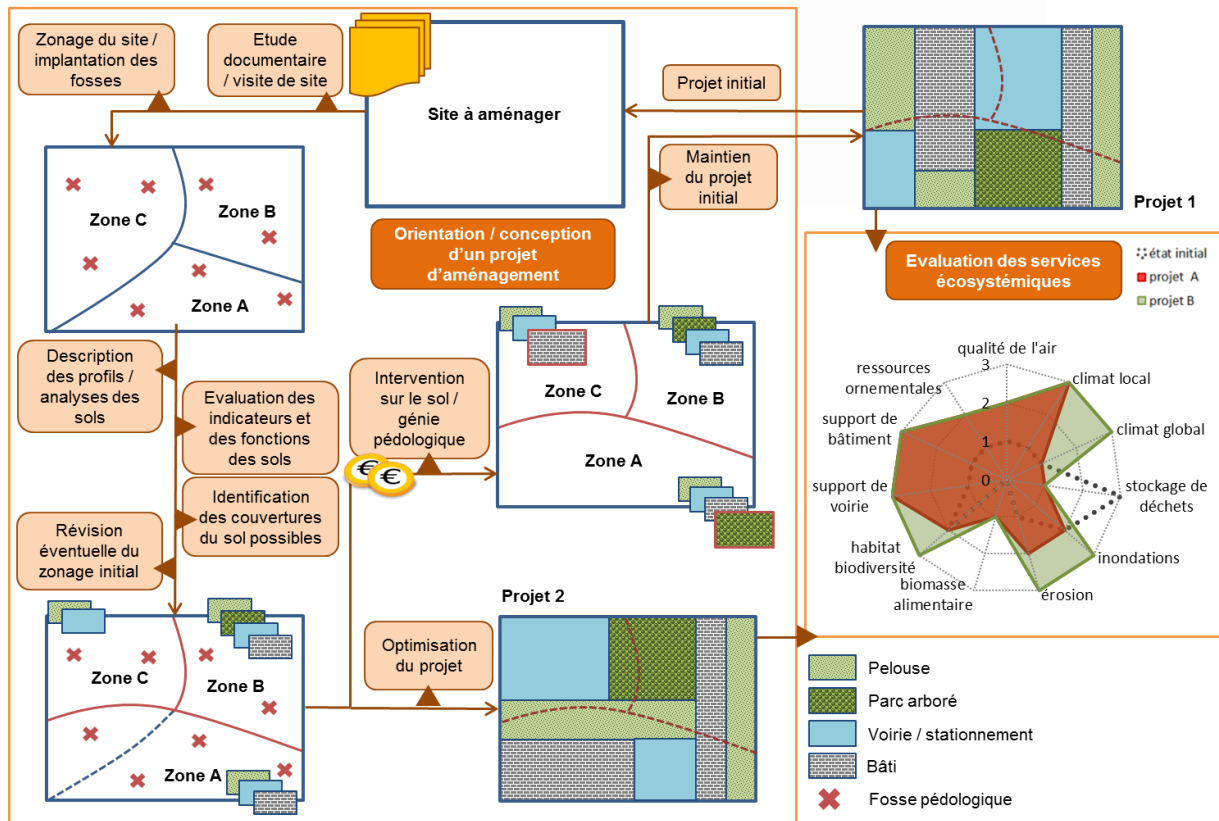 Zonage du site /
implantation des
fosses
Etude
documentaire
/ visite de site
Site à aménager
Projet initial
Maintien
du projet
initial
Projet 1
Zone C
Zone B
Zone A
Orientation / conception
d'un projet
d'aménagement
Evaluation des services
écosystémiques
état initial
projet A
projet B
Description
des profils /
analyses des
sols
Evaluation des
indicateurs et
des fonctions
des sols
Identification
des couvertures
du sol possibles
Révision
éventuelle du
zonage initial
Intervention
sur le sol /
génie
pédologique
€
€
Zone C
Zone B
Zone A
qualité de l'air
climat local
climat global
stockage de
déchets
inondations
érosion
biomasse
alimentaire
habitat
biodiversité
support de
voirie
support de
bâtiment
ressources
ornementales
3
2
1
0
Zone C
Zone B
Zone A
Optimisation
du projet
Projet 2
Pelouse
Parc arboré
Voirie / stationnement
Bâti
Fosse pédologique